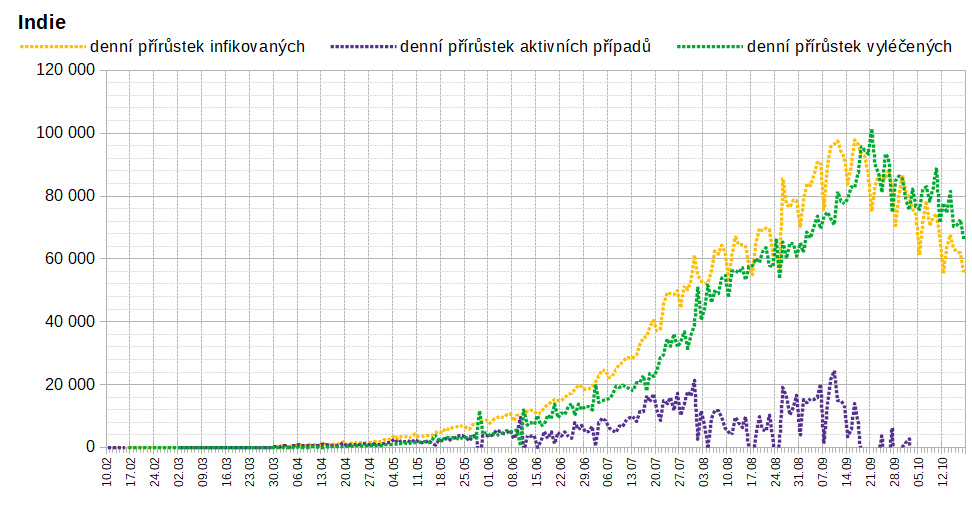 Indie
denní přírůstek infikovaných denní přírůstek aktivních případů denní přírůstek vyléčených
120 000
100 000
80 000
60 000
40 000
20 000
0
10.02 17.02 24.02 02.03 09.03 16.03 23.03 30.03 06.04 13.04 20.04 27.04 04.05 11.05 18.05 25.05 01.06 08.06 15.06 22.06 29.06 06.07 13.07 20.07 27.07 03.08 10.08 17.08 24.08 31.08 07.09 14.09 21.09 28.09 05.10 12.10